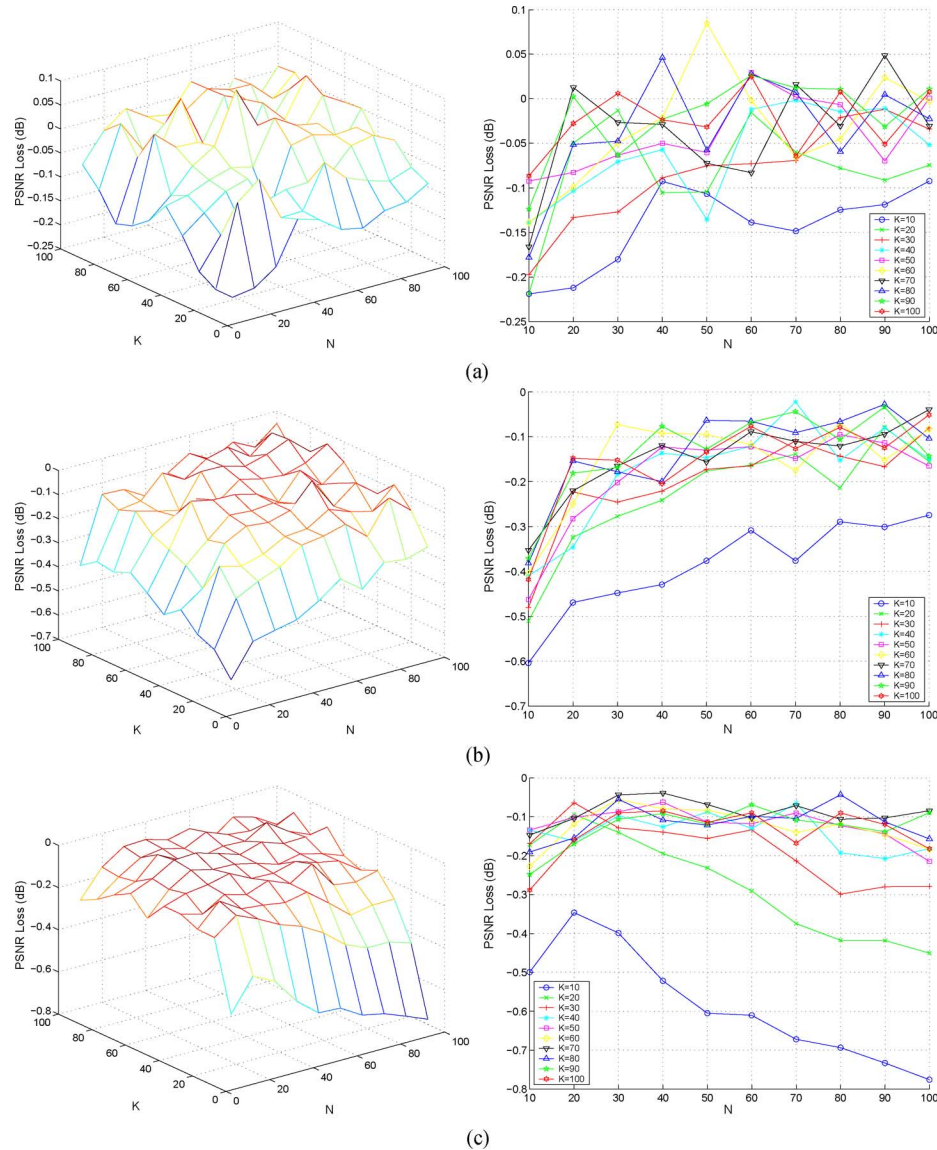 0.1
0.05
0
−0.05
−0.1
−0.15
−0.2
−0.25
PSNR Loss (dB)
100
80
60
40
20
0
K
0
20
40
60
80
100
N
0.1
0.05
0
−0.05
−0.1
−0.15
−0.2
−0.25
PSNR Loss (dB)
10 20 30 40 50 60 70 80 90 100
N
K=10
K=20
K=30
K=40
K=50
K=60
K=70
K=80
K=90
K=100
(a)
0
−0.1
−0.2
−0.3
−0.4
−0.5
−0.6
−0.7
PSNR Loss (dB)
100
80
60
40
20
0
K
0
20
40
60
80
100
N
0
−0.1
−0.2
−0.3
−0.4
−0.5
−0.6
−0.7
PSNR Loss (dB)
10 20 30 40 50 60 70 80 90 100
N
K=10
K=20
K=30
K=40
K=50
K=60
K=70
K=80
K=90
K=100
(b)
0
−0.2
−0.4
−0.6
−0.8
PSNR Loss (dB)
100
80
60
40
20
0
K
0
20
40
60
80
100
N
0
−0.1
−0.2
−0.3
−0.4
−0.5
−0.6
−0.7
−0.8
PSNR Loss (dB)
10 20 30 40 50 60 70 80 90 100
N
K=10
K=20
K=30
K=40
K=50
K=60
K=70
K=80
K=90
K=100
(c)